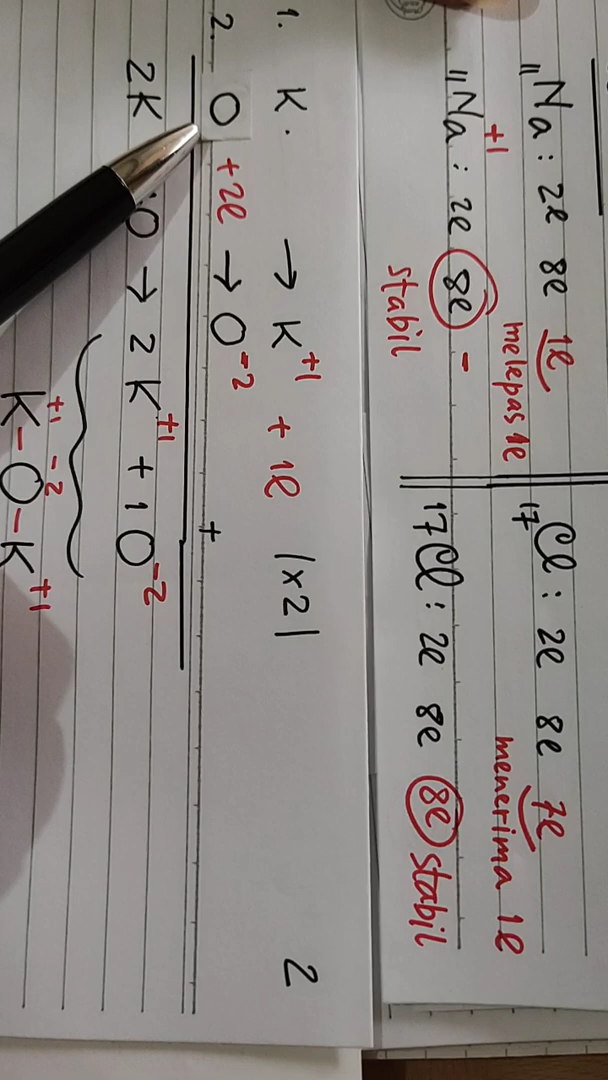 ₁₁Na : 2e 8e 1e
melepas 1e
₁₁Na⁺¹ : 2e 8e -
stabil
₁₇Cl : 2e 8e 7e
menerima 1e
17Cl : 2e 8e 8e stabil
1. K. → K⁺¹ + 1e |x2|
2. O +2e → O⁻²
+
2K O → 2K⁺¹ + 1O⁻²
K⁺¹-O⁻²-K⁺¹
2